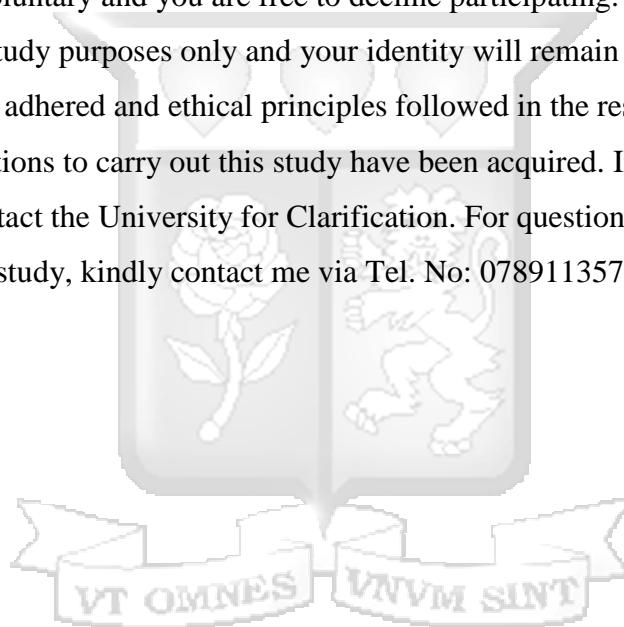 oluntary and you are free to decline participating.
tudy purposes only and your identity will remain
adhered and ethical principles followed in the res
tions to carry out this study have been acquired. I
tact the University for Clarification. For question
study, kindly contact me via Tel. No: 078911357
VT OMNES VNVM SINT